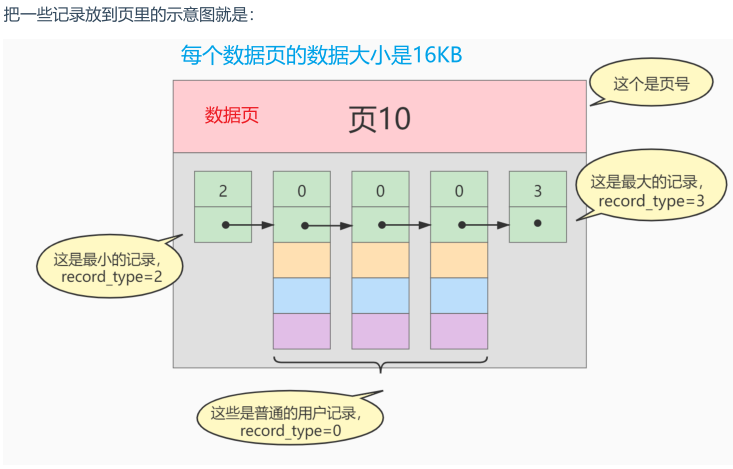 把一些记录放到页里的示意图就是：
每个数据页的数据大小是16KB
数据页
页10
这个是页号
2 0 0 0 3
这是最大的记录，
record_type=3
这是最小的记录，
record_type=2
这些是普通的用户记录，
record_type=0